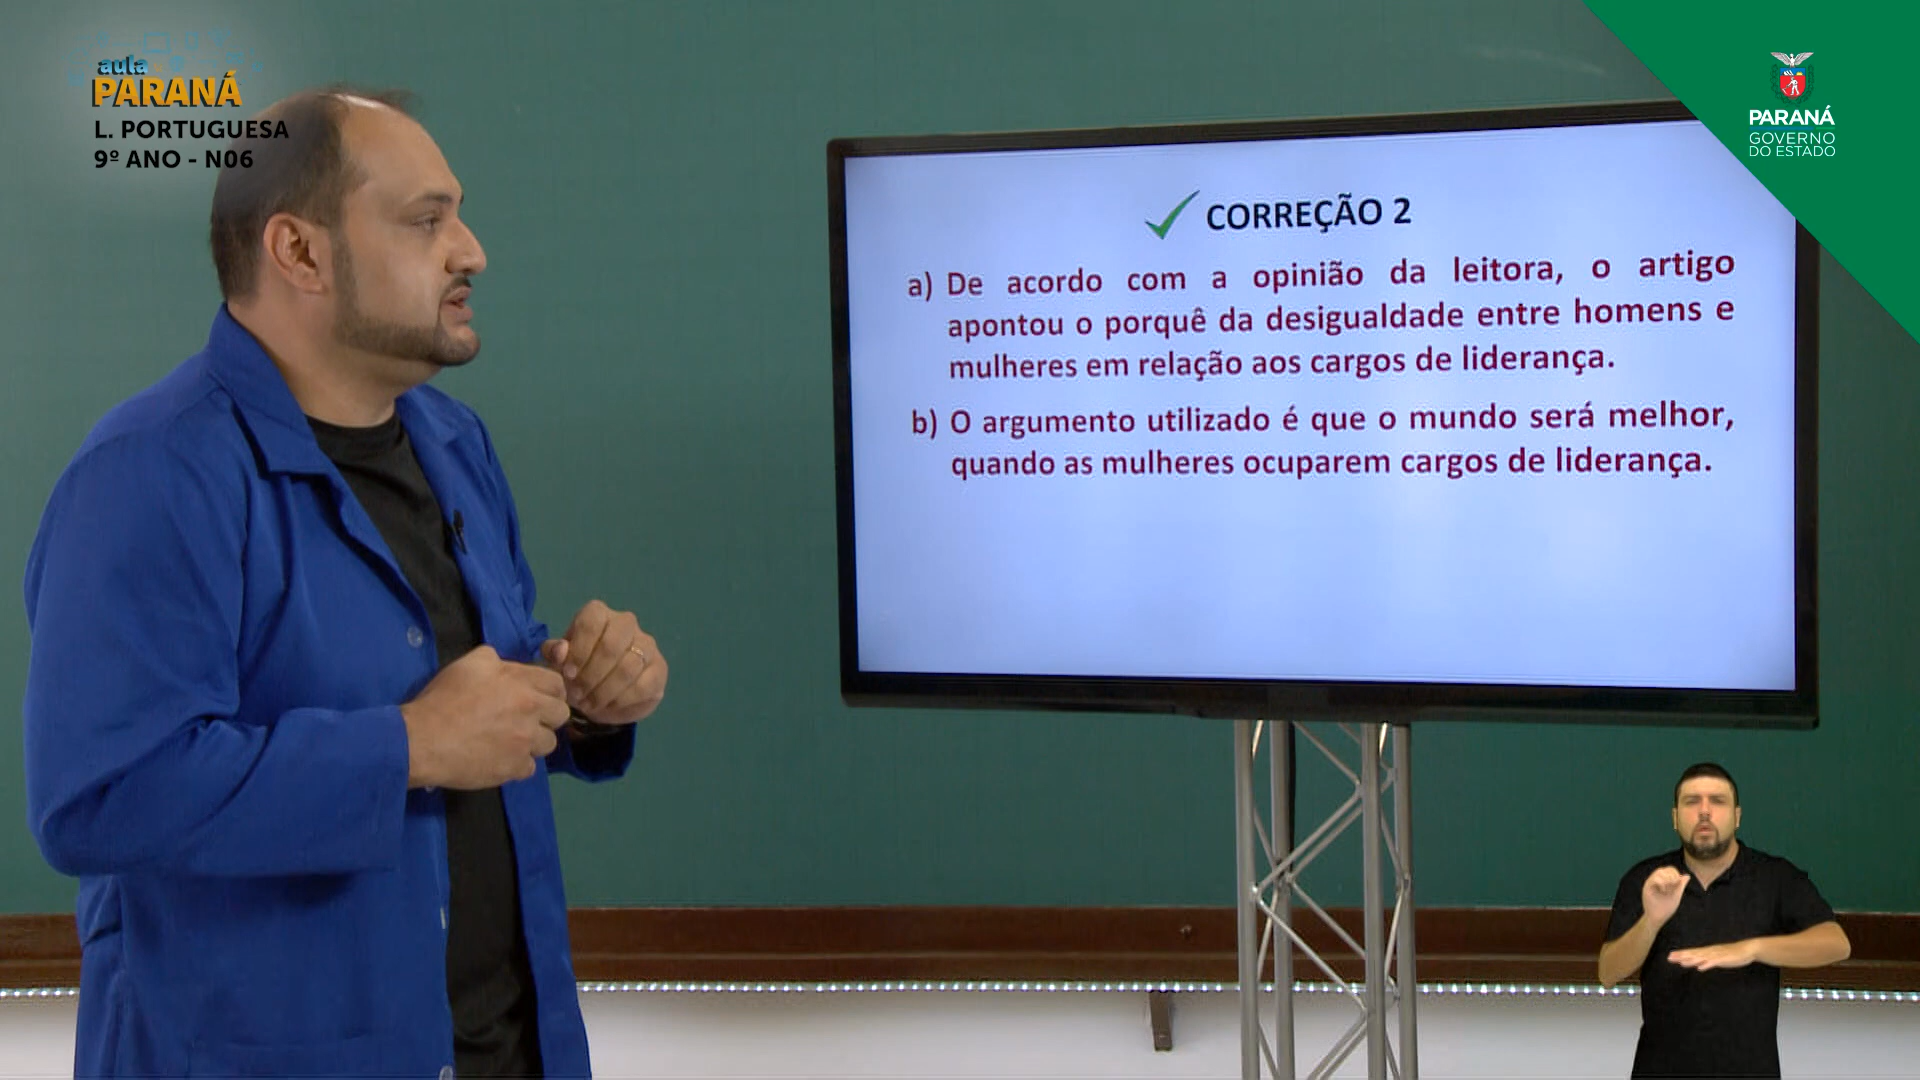 aula
PARANÁ
L. PORTUGUESA
9º ANO - N06
PARANÁ
GOVERNO
DO ESTADO
CORREÇÃO 2
a) De acordo com a opinião da leitora, o artigo
apontou o porquê da desigualdade entre homens e
mulheres em relação aos cargos de liderança.
b) O argumento utilizado é que o mundo será melhor,
quando as mulheres ocuparem cargos de liderança.